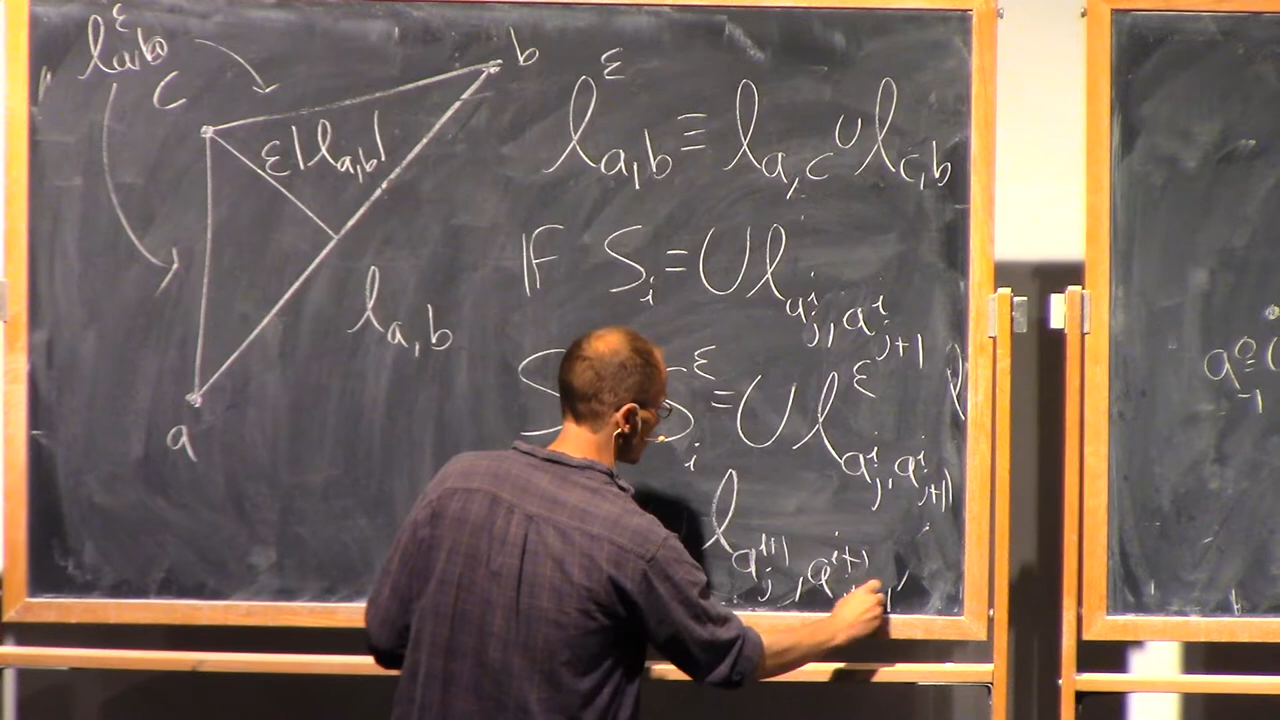 ℓ^ε_{a,b}
c
b
ε|ℓ_{a,b}|
ℓ_{a,b}
a
ℓ^ε_{a,b} ≡ ℓ_{a,c} ∪ ℓ_{c,b}
IF S_i = ∪ ℓ_{a^i_j, a^i_{j+1}}
S^ε_i = ∪ ℓ^ε_{a^i_j, a^i_{j+1}}
ℓ_{a^{i+1}_j, a^{i+1}